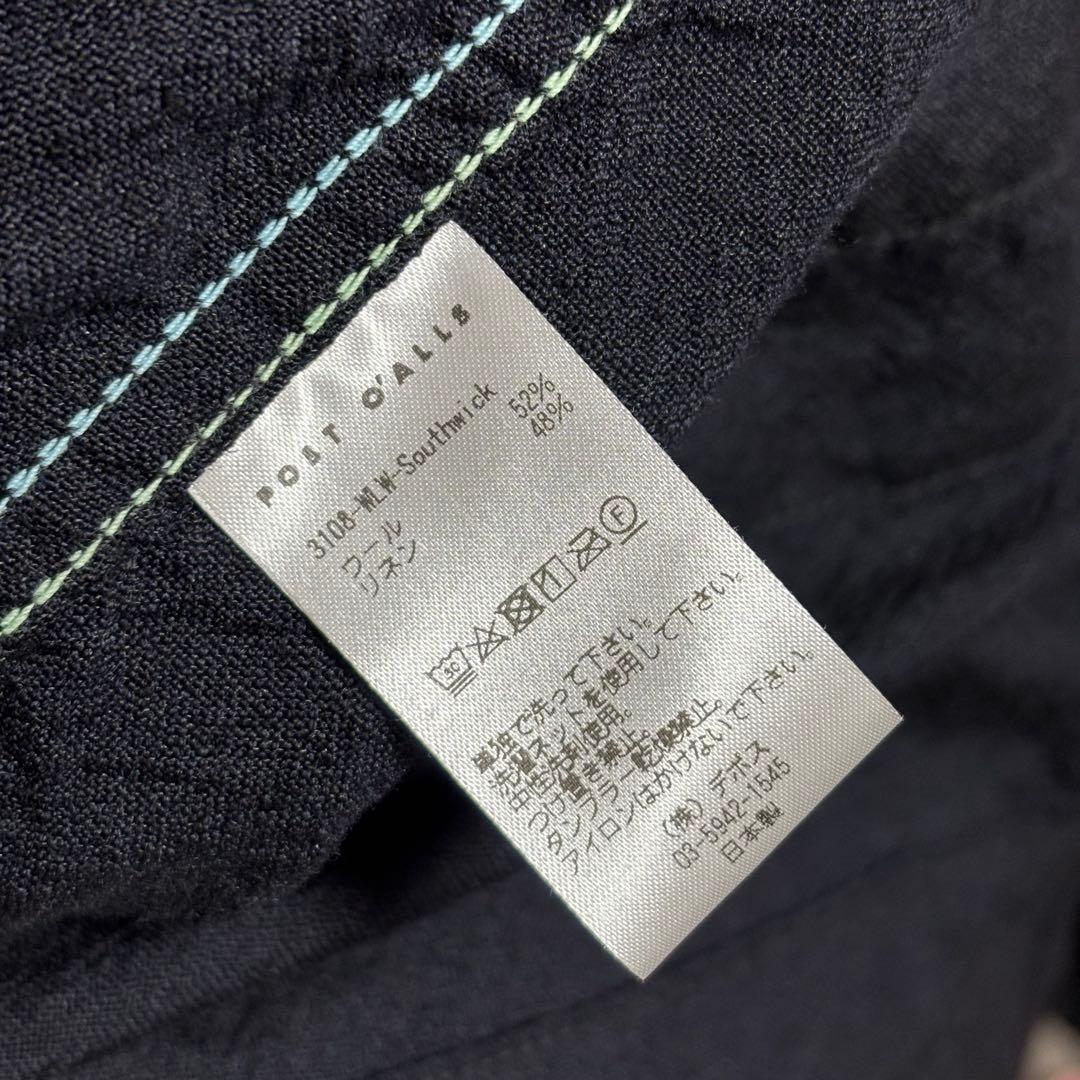 POST O'ALLS
3108-WLW-Southwick
ウール 52%
リネン 48%
30 1 F
単独で洗って下さい。
洗濯ネットを使用して下さい。
中性洗剤使用。
つけ置き禁止。
タンブラー乾燥禁止。
アイロンはかけないで下さい。
(株) デポス
03-5942-1545
日本製